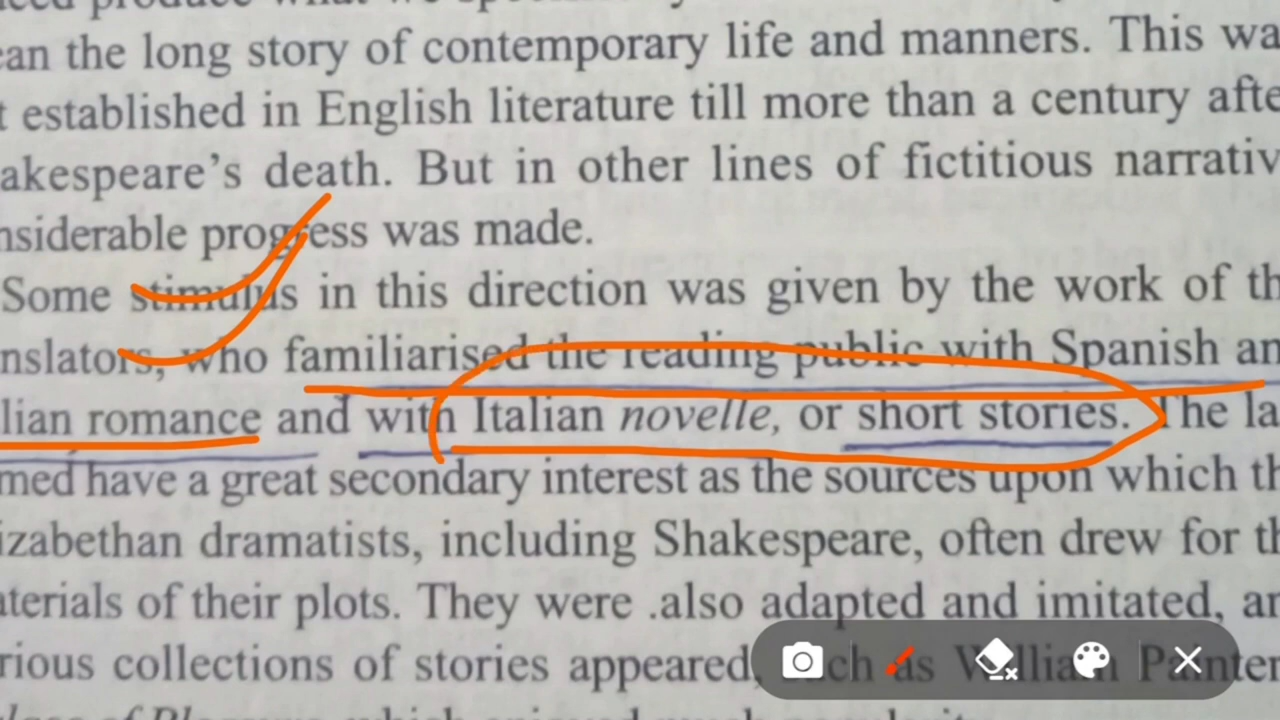 ean the long story of contemporary life and manners. This wa
t established in English literature till more than a century afte
akespeare's death. But in other lines of fictitious narrativ
nsiderable progress was made.
Some stimulus in this direction was given by the work of th
nslators, who familiarised the reading public with Spanish an
lian romance and with Italian novelle, or short stories. The la
med have a great secondary interest as the sources upon which th
izabethan dramatists, including Shakespeare, often drew for th
aterials of their plots. They were .also adapted and imitated, an
rious collections of stories appeared, such as William Painter